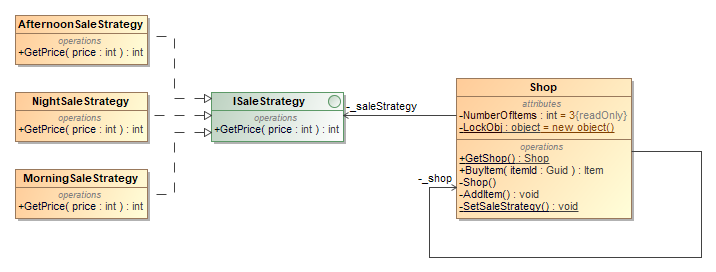 AfternoonSaleStrategy
operations
+GetPrice( price : int ) : int
NightSaleStrategy
operations
+GetPrice( price : int ) : int
MorningSaleStrategy
operations
+GetPrice( price : int ) : int
ISaleStrategy
+GetPrice( price : int ) : int
-_saleStrategy
Shop
attributes
-NumberOfItems : int = 3{readOnly}
-LockObj : object = new object()
operations
+GetShop() : Shop
+BuyItem( itemId : Guid ) : Item
-Shop()
-AddItem() : void
-SetSaleStrategy() : void
-_shop